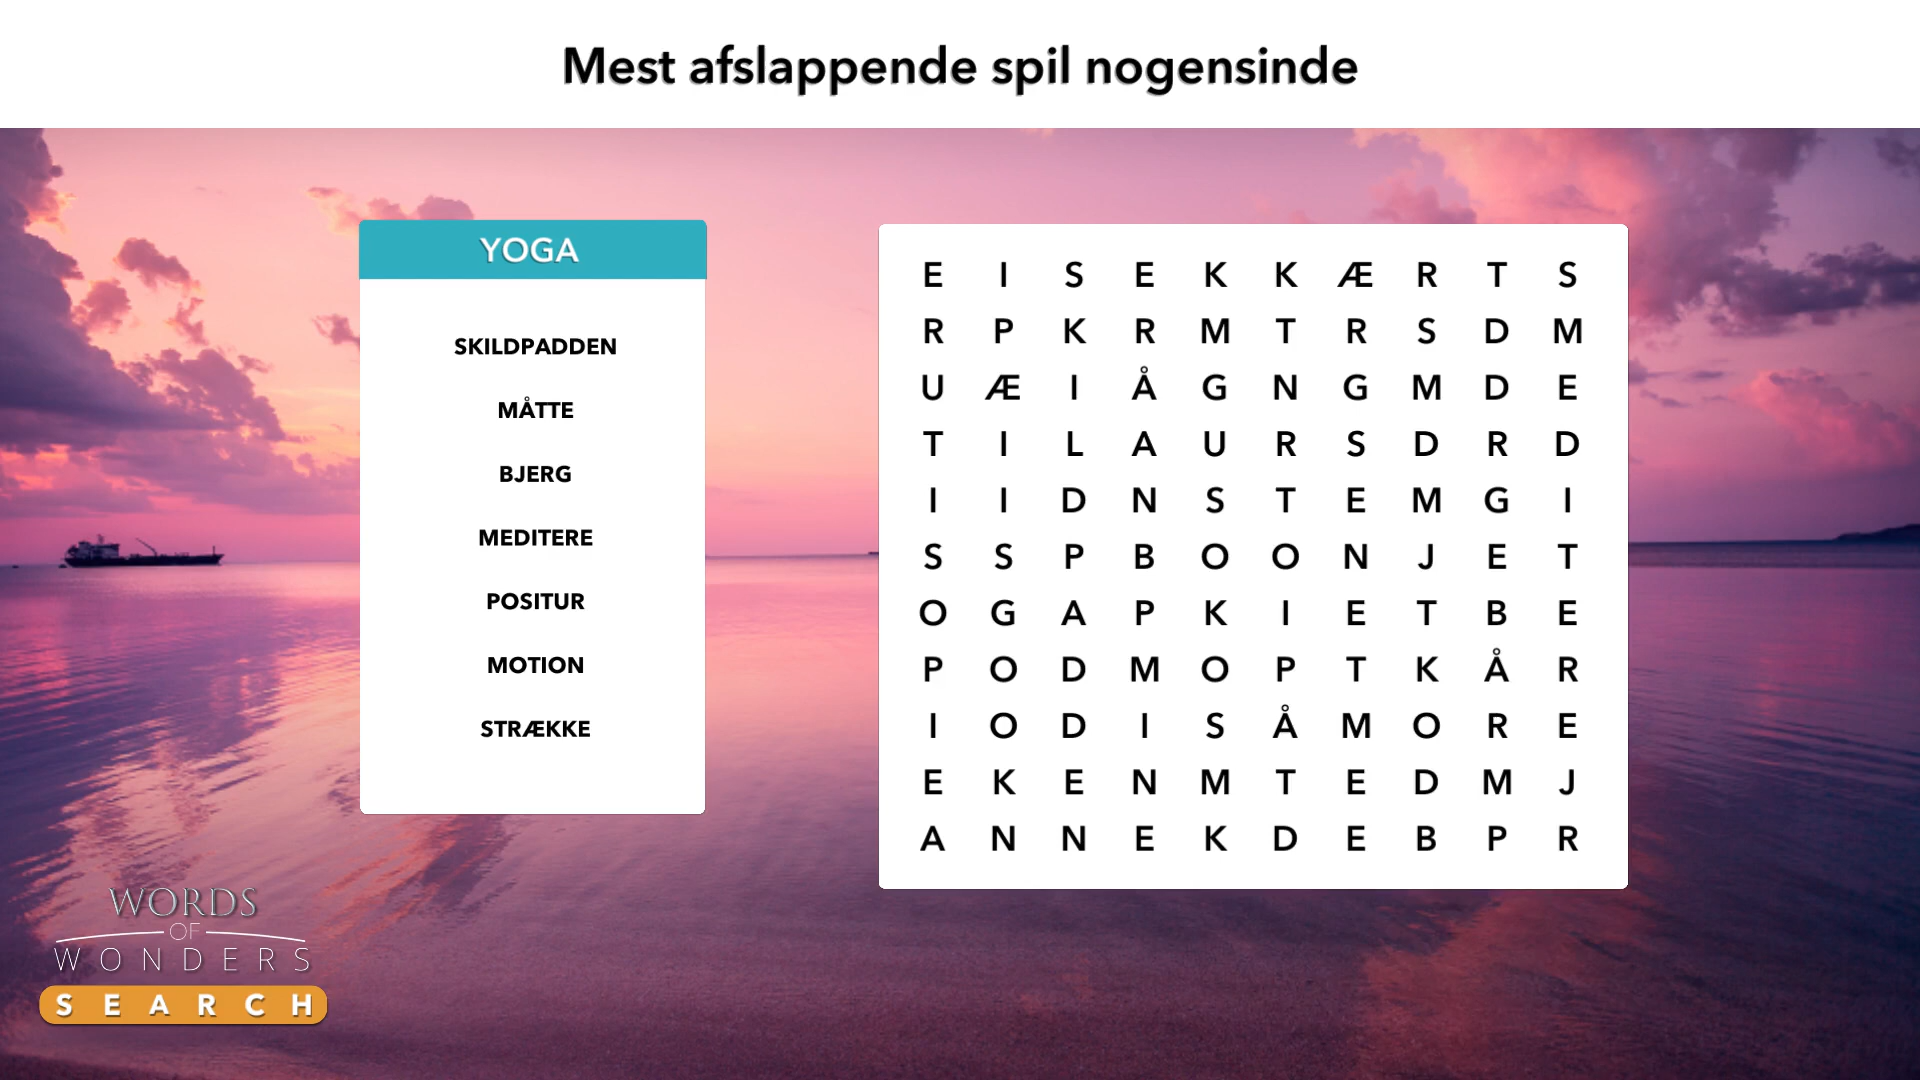 Mest afslappende spil nogensinde
YOGA
SKILDPADDEN
MÅTTE
BJERG
MEDITERE
POSITUR
MOTION
STRÆKKE
E I S E K K Æ R T S
R P K R M T R S D M
U Æ I Å G N G M D E
T I L A U R S D R D
I I D N S T E M G I
S S P B O O N J E T
O G A P K I E T B E
P O D M O P T K Å R
I O D I S Å M O R E
E K E N M T E D M J
A N N E K D E B P R
WORDS
OF
WONDERS
SEARCH